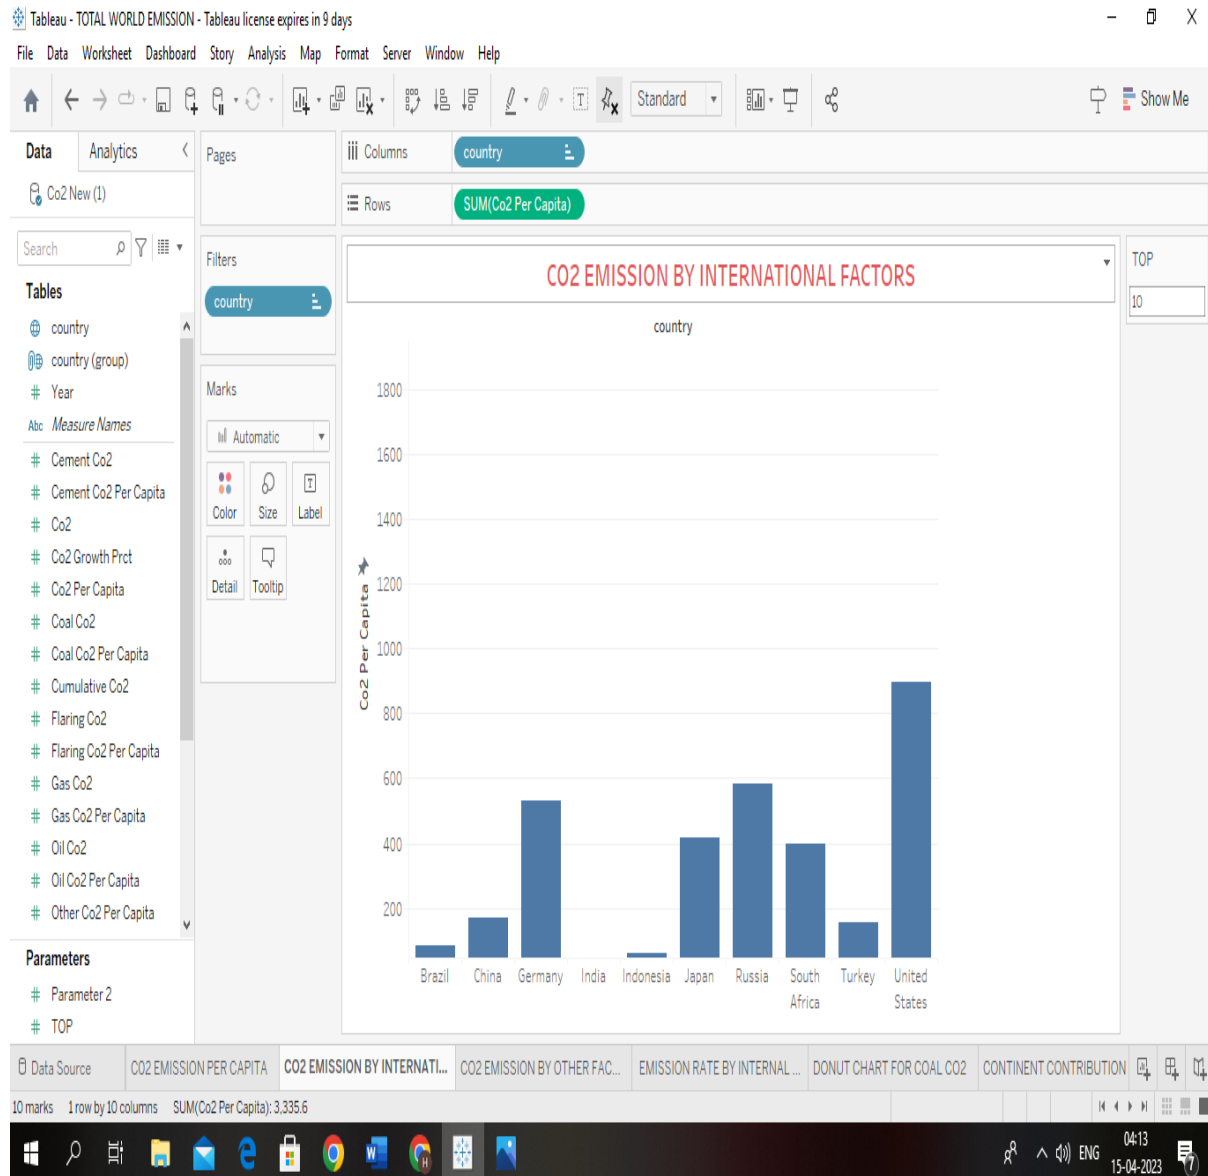 Tableau - TOTAL WORLD EMISSION - Tableau license expires in 9 days
File Data Worksheet Dashboard Story Analysis Map Format Server Window Help
Standard
Show Me
Data Analytics
Co2 New (1)
Search
Tables
country
country (group)
# Year
Abc Measure Names
# Cement Co2
# Cement Co2 Per Capita
# Co2
# Co2 Growth Prct
# Co2 Per Capita
# Coal Co2
# Coal Co2 Per Capita
# Cumulative Co2
# Flaring Co2
# Flaring Co2 Per Capita
# Gas Co2
# Gas Co2 Per Capita
# Oil Co2
# Oil Co2 Per Capita
# Other Co2 Per Capita
Parameters
# Parameter 2
# TOP
Pages
Filters
country
Marks
Automatic
Color Size Label
Detail Tooltip
Columns country
Rows SUM(Co2 Per Capita)
CO2 EMISSION BY INTERNATIONAL FACTORS
country
Co2 Per Capita
1800
1600
1400
1200
1000
800
600
400
200
Brazil China Germany India Indonesia Japan Russia South Africa Turkey United States
TOP
10
Data Source CO2 EMISSION PER CAPITA CO2 EMISSION BY INTERNATI... CO2 EMISSION BY OTHER FAC... EMISSION RATE BY INTERNAL ... DONUT CHART FOR COAL CO2 CONTINENT CONTRIBUTION
10 marks 1 row by 10 columns SUM(Co2 Per Capita): 3,335.6
ENG
04:13
15-04-2023
7